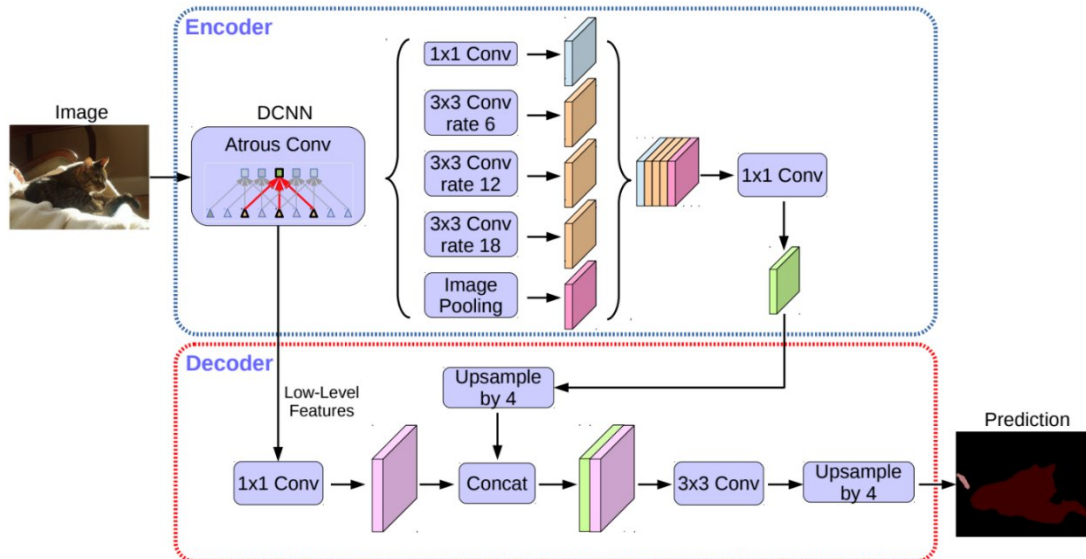 Encoder
Image
DCNN
Atrous Conv
1x1 Conv
3x3 Conv
rate 6
3x3 Conv
rate 12
3x3 Conv
rate 18
Image
Pooling
1x1 Conv
Decoder
Low-Level
Features
Upsample
by 4
1x1 Conv
Concat
3x3 Conv
Upsample
by 4
Prediction